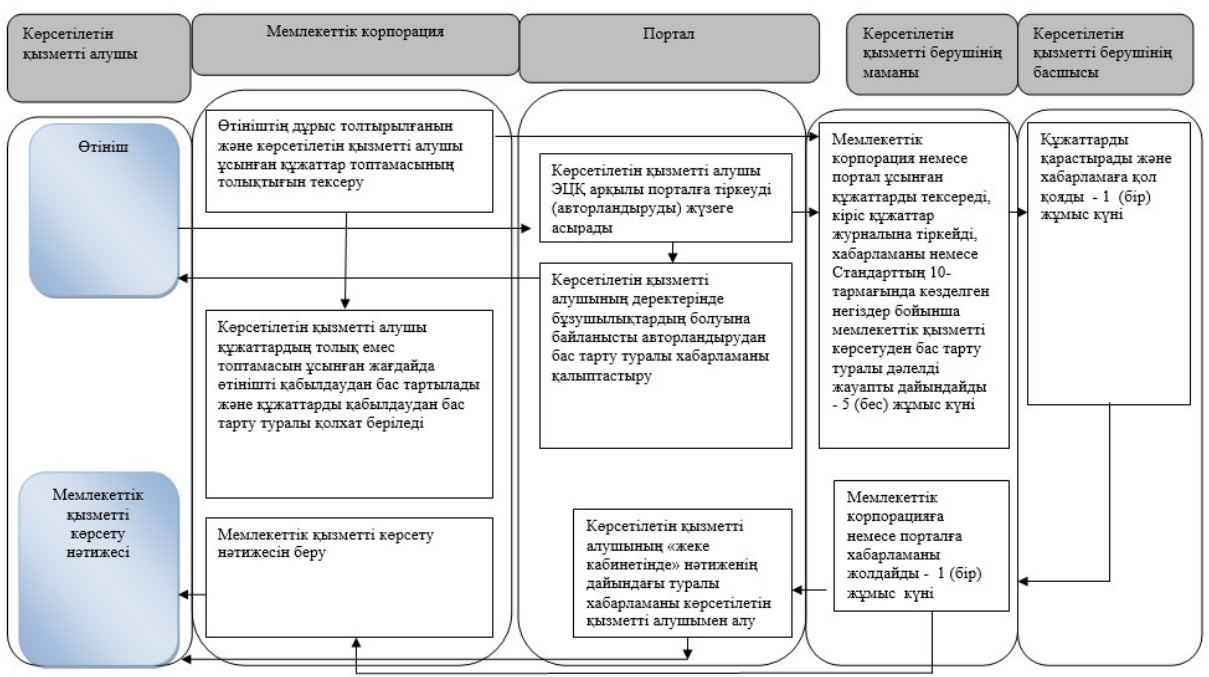 Көрсетілетін
қызметті алушы
Мемлекеттік корпорация
Портал
Көрсетілетін
қызметті берушінің
маманы
Көрсетілетін
қызметті берушінің
басшысы
Өтініш
Өтініштің дұрыс толтырылғанын
және көрсетілетін қызметті алушы
ұсынған құжаттар топтамасының
толықтығын тексеру
Көрсетілетін қызметті алушы
ЭЦҚ арқылы порталға тіркеуді
(авторландыруды) жүзеге
асырады
Мемлекеттік
корпорация немесе
портал ұсынған
құжаттарды тексереді,
кіріс құжаттар
журналына тіркейді,
хабарламаны немесе
Стандарттың 10-
тармағында көзделген
негіздер бойынша
мемлекеттік қызметті
көрсетуден бас тарту
туралы дәлелді
жауапты дайындайды
- 5 (бес) жұмыс күні
Құжаттарды
қарастырады және
хабарламаға қол
қояды - 1 (бір)
жұмыс күні
Көрсетілетін қызметті
алушының деректерінде
бұзушылықтардың болуына
байланысты авторландырудан
бас тарту туралы хабарламаны
қалыптастыру
Көрсетілетін қызметті алушы
құжаттардың толық емес
топтамасын ұсынған жағдайда
өтінішті қабылдаудан бас тартылады
және құжаттарды қабылдаудан бас
тарту туралы қолхат беріледі
Мемлекеттік
қызметті
көрсету
нәтижесі
Мемлекеттік қызметті көрсету
нәтижесін беру
Көрсетілетін қызметті
алушының «жеке
кабинетінде» нәтиженің
дайындағы туралы
хабарламаны көрсетілетін
қызметті алушымен алу
Мемлекеттік
корпорацияға
немесе порталға
хабарламаны
жолдайды - 1 (бір)
жұмыс күні